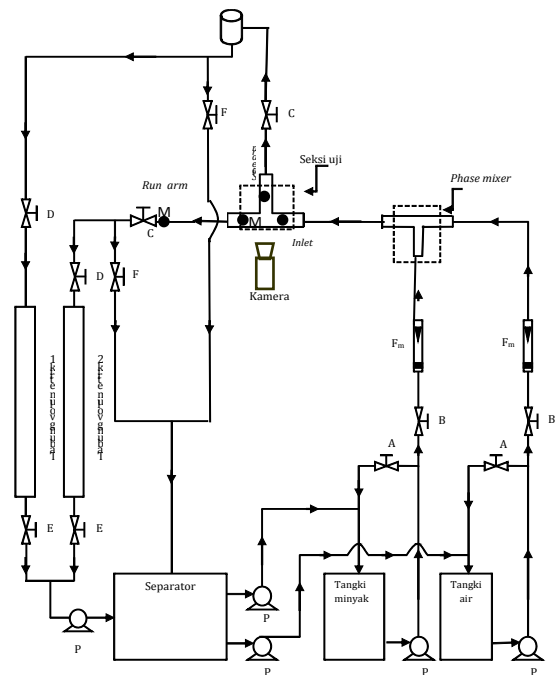 F
C
Seksi uji
Run arm
Phase mixer
M
C
M
Inlet
D
Kamera
D
F
Fm
Fm
B
B
A
A
E
E
Separator
Tangki
minyak
Tangki
air
P
P
P
P
P